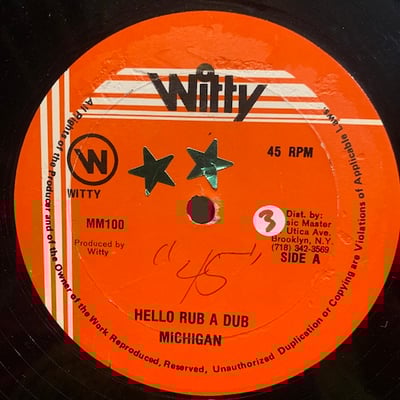 Witty
W
WITTY
45 RPM
MM100
Produced by
Witty
3
Dist. by:
Music Master
Utica Ave.
Brooklyn, N.Y.
(718) 342-3569
SIDE A
"45"
HELLO RUB A DUB
MICHIGAN
All Rights of the Producer and of the Owner of the Work Reproduced, Reserved, Unauthorized Duplication or Copying are Violations of Applicable Laws.